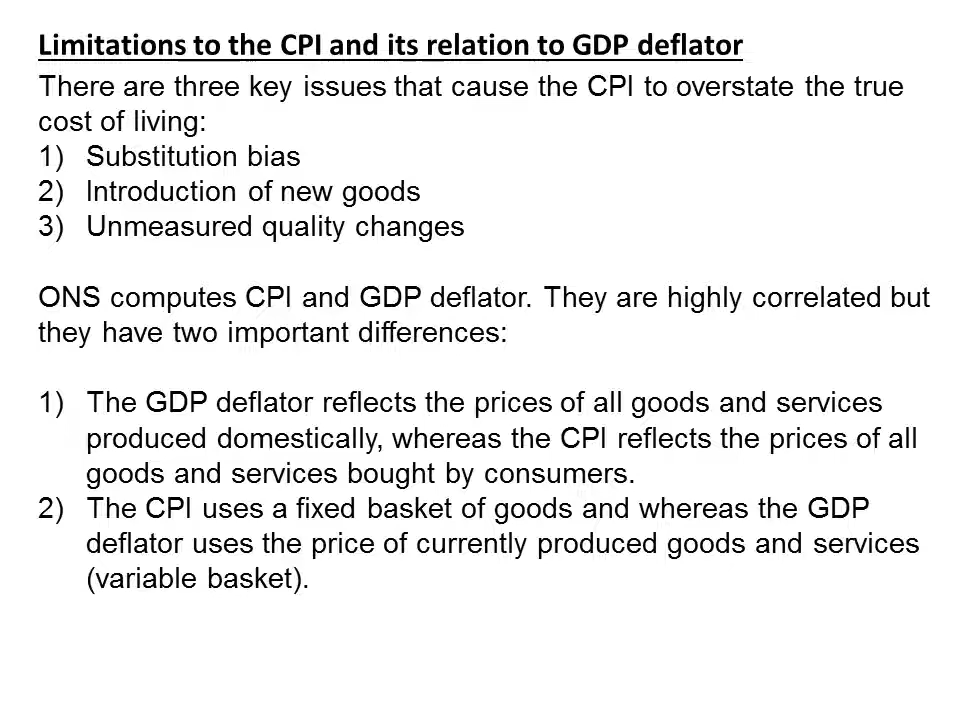 Limitations to the CPI and its relation to GDP deflator
There are three key issues that cause the CPI to overstate the true
cost of living:
1) Substitution bias
2) Introduction of new goods
3) Unmeasured quality changes
ONS computes CPI and GDP deflator. They are highly correlated but
they have two important differences:
1) The GDP deflator reflects the prices of all goods and services
produced domestically, whereas the CPI reflects the prices of all
goods and services bought by consumers.
2) The CPI uses a fixed basket of goods and whereas the GDP
deflator uses the price of currently produced goods and services
(variable basket).